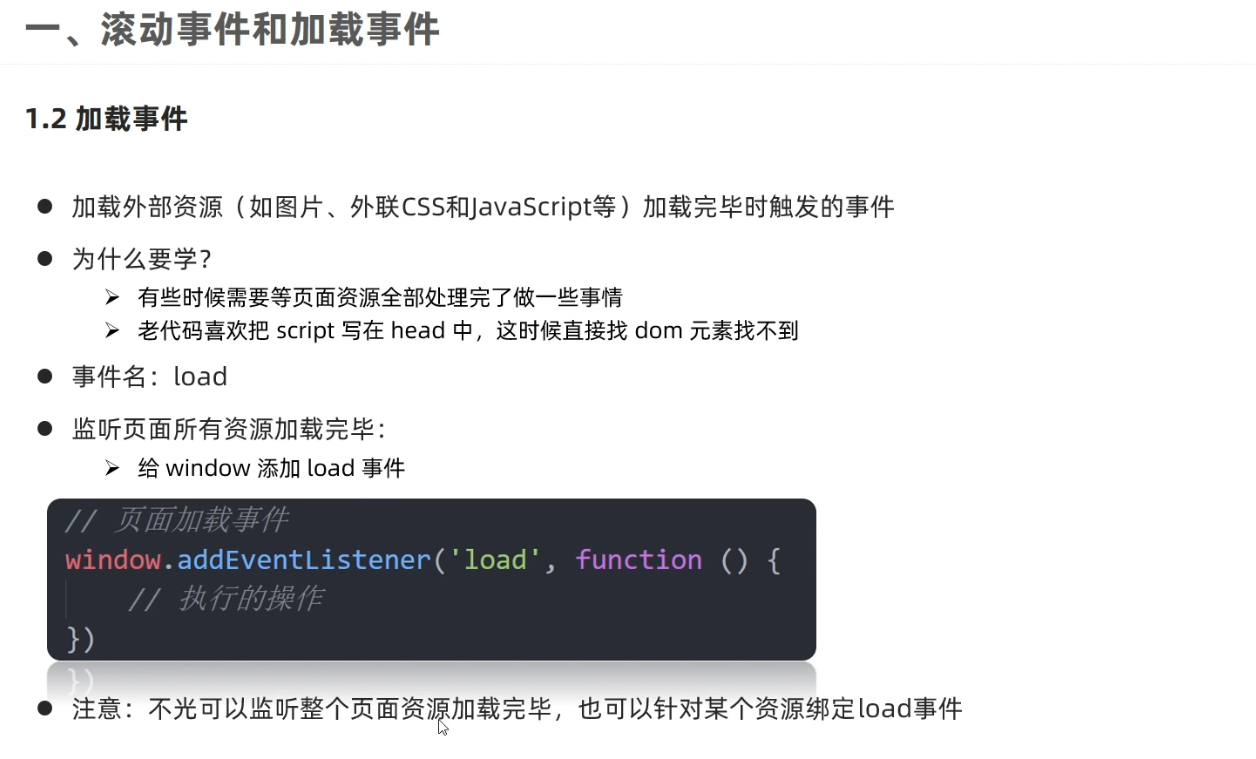 一、滚动事件和加载事件
1.2 加载事件
加载外部资源（如图片、外联CSS和JavaScript等）加载完毕时触发的事件
为什么要学？
有些时候需要等页面资源全部处理完了做一些事情
老代码喜欢把 script 写在 head 中，这时候直接找 dom 元素找不到
事件名：load
监听页面所有资源加载完毕：
给 window 添加 load 事件
// 页面加载事件
window.addEventListener('load', function () {
// 执行的操作
})
注意：不光可以监听整个页面资源加载完毕，也可以针对某个资源绑定load事件